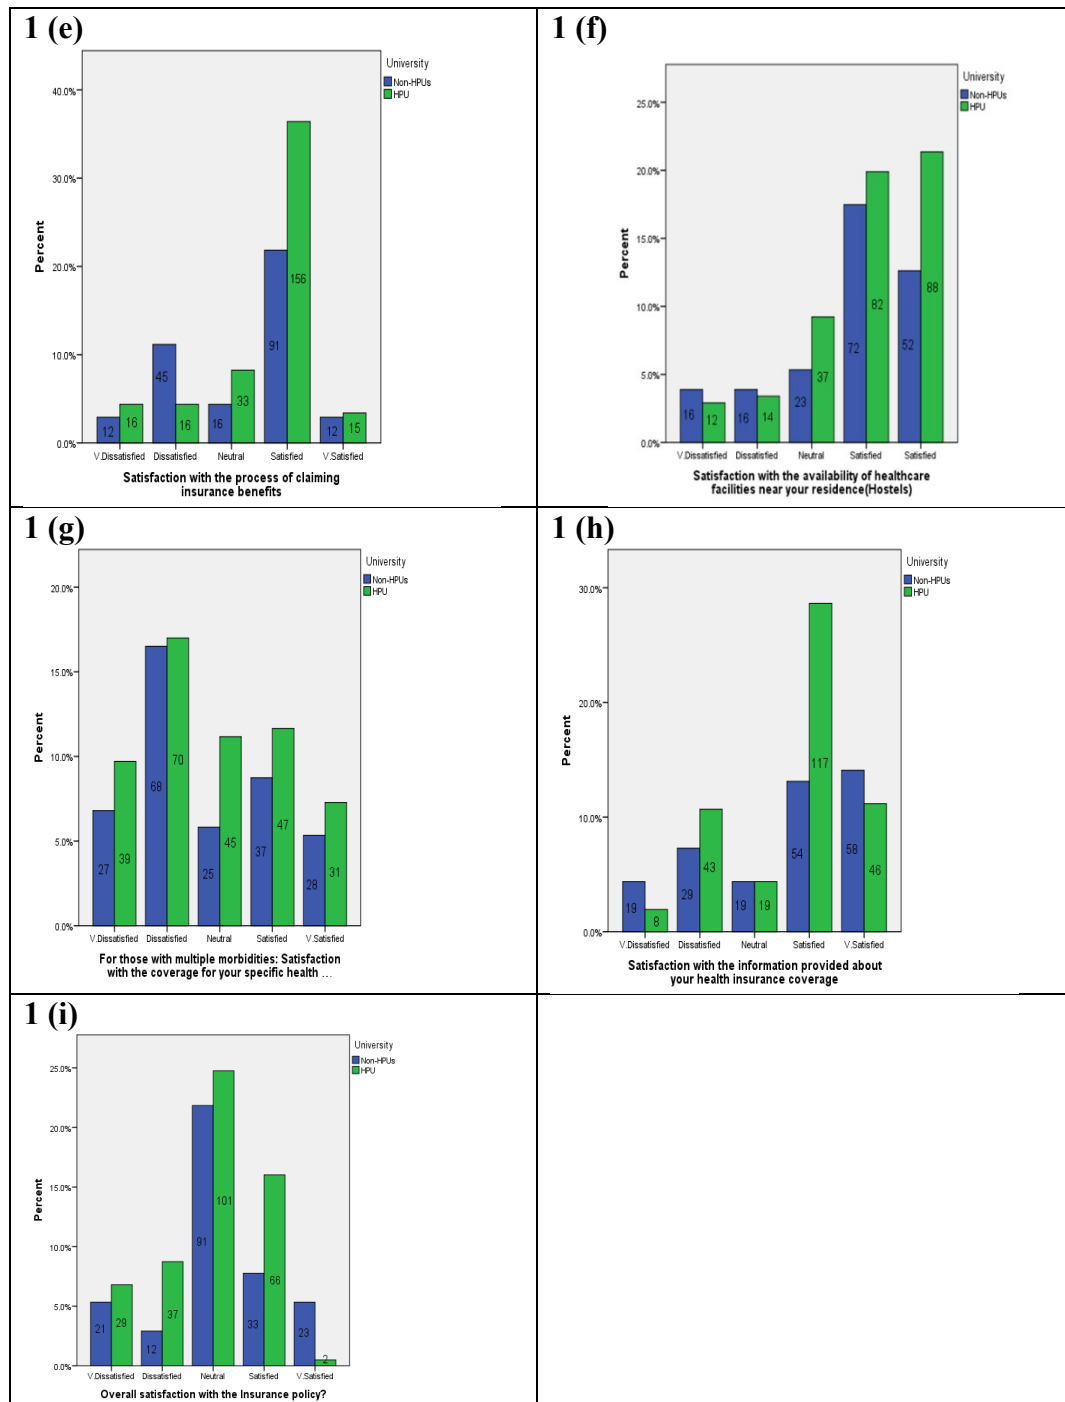 1 (e)
University
Non-HPUs
HPU
40.0%
30.0%
20.0%
10.0%
0.0%
Percent
12
16
45
16
16
33
91
156
12
15
V.Dissatisfied
Dissatisfied
Neutral
Satisfied
V.Satisfied
Satisfaction with the process of claiming
insurance benefits
1 (f)
University
Non-HPUs
HPU
25.0%
20.0%
15.0%
10.0%
5.0%
0.0%
Percent
16
12
16
14
23
37
72
82
52
88
V.Dissatisfied
Dissatisfied
Neutral
Satisfied
Satisfied
Satisfaction with the availability of healthcare
facilities near your residence(Hostels)
1 (g)
University
Non-HPUs
HPU
20.0%
15.0%
10.0%
5.0%
0.0%
Percent
27
39
68
70
25
45
37
47
28
31
V.Dissatisfied
Dissatisfied
Neutral
Satisfied
V.Satisfied
For those with multiple morbidities: Satisfaction
with the coverage for your specific health ...
1 (h)
University
Non-HPUs
HPU
30.0%
20.0%
10.0%
0.0%
Percent
19
8
29
43
19
19
54
117
58
46
V.Dissatisfied
Dissatisfied
Neutral
Satisfied
V.Satisfied
Satisfaction with the information provided about
your health insurance coverage
1 (i)
University
Non-HPUs
HPU
25.0%
20.0%
15.0%
10.0%
5.0%
0.0%
Percent
21
29
12
37
91
101
33
66
23
2
V.Dissatisfied
Dissatisfied
Neutral
Satisfied
V.Satisfied
Overall satisfaction with the Insurance policy?